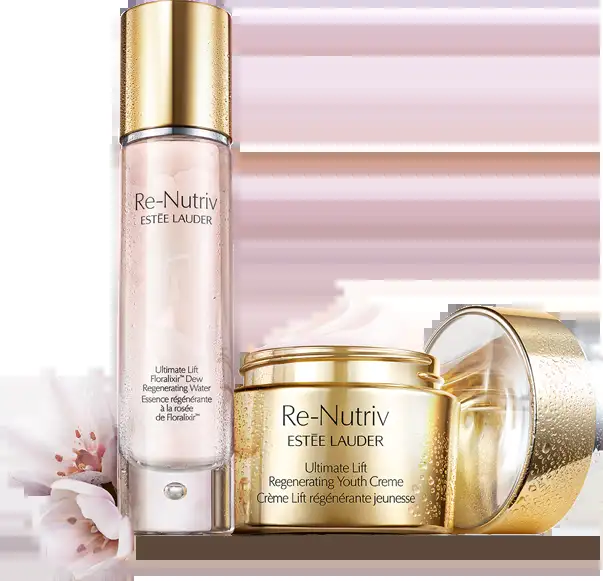 Re-Nutriv
ESTĒE LAUDER
Ultimate Lift
Floralixir™ Dew
Regenerating Water
Essence régénérante
à la rosée
de Floralixir™
Re-Nutriv
ESTĒE LAUDER
Ultimate Lift
Regenerating Youth Creme
Crème Lift régénérante jeunesse